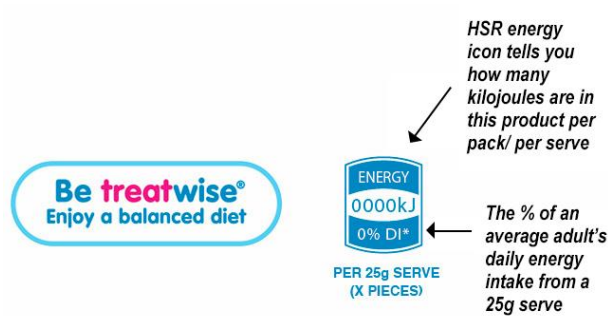 HSR energy
icon tells you
how many
kilojoules are in
this product per
pack/ per serve
Be treatwise®
Enjoy a balanced diet
ENERGY
0000kJ
0% DI*
PER 25g SERVE
(X PIECES)
The % of an
average adult's
daily energy
intake from a
25g serve